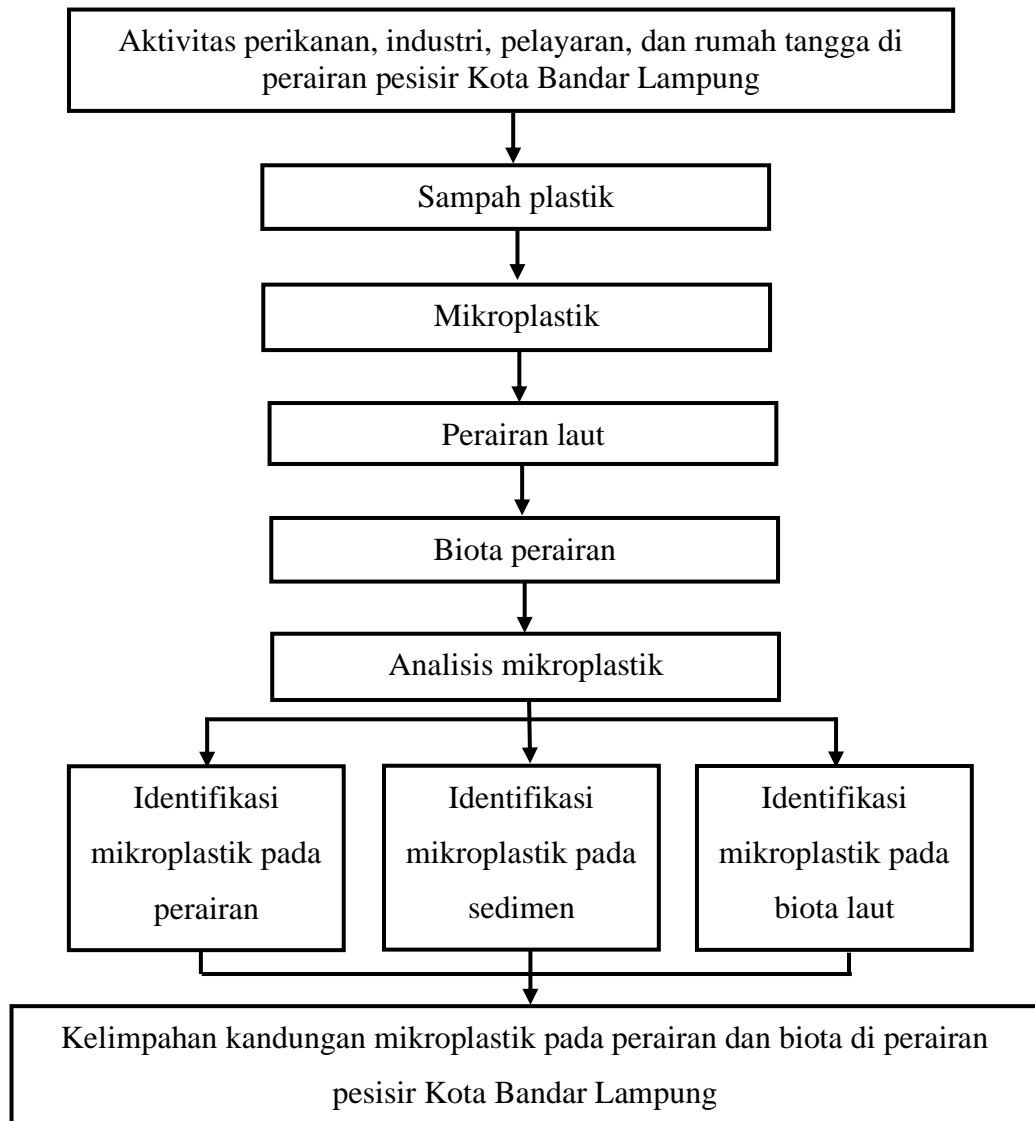 Aktivitas perikanan, industri, pelayaran, dan rumah tangga di
perairan pesisir Kota Bandar Lampung
Sampah plastik
Mikroplastik
Perairan laut
Biota perairan
Analisis mikroplastik
Identifikasi
mikroplastik pada
perairan
Identifikasi
mikroplastik pada
sedimen
Identifikasi
mikroplastik pada
biota laut
Kelimpahan kandungan mikroplastik pada perairan dan biota di perairan
pesisir Kota Bandar Lampung